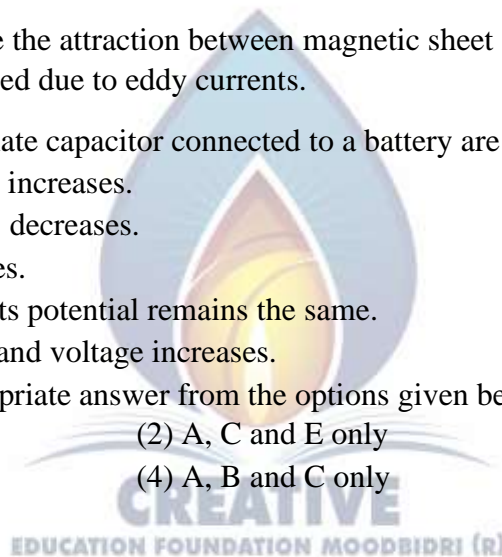 e the attraction between magnetic sheet
ed due to eddy currents.
late capacitor connected to a battery are
increases.
decreases.
es.
ts potential remains the same.
and voltage increases.
priate answer from the options given be
(2) A, C and E only
(4) A, B and C only
CREATIVE
EDUCATION FOUNDATION MOODBIDRI (R)